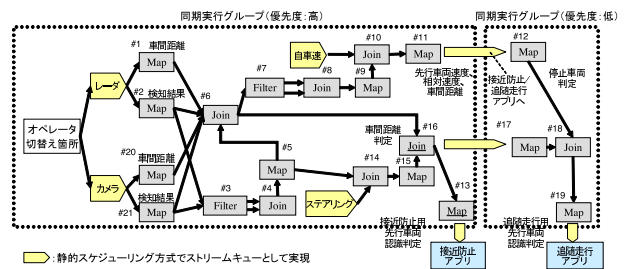 同期実行グループ(優先度:高)
同期実行グループ(優先度:低)
#1 車間距離
Map
レーダ
#2 検知結果
Map
オペレータ
切替え箇所
#20 車間距離
Map
カメラ
検知結果
#21
Map
#6
Join
#7
Filter
#8
Join
#9
Map
自車速
#10
Join
#11
Map
先行車両速度、
相対速度、
車間距離
接近防止/
追随走行
アプリへ
#5
Map
#3
Filter
#4
Join
ステアリング
#14
Join
#15
Map
車間距離
判定
#16
Join
#13
Map
接近防止用
先行車両
認識判定
接近防止
アプリ
#12
Map
停止車両
判定
#17
Map
#18
Join
#19
Map
追随走行用
先行車両
認識判定
追随走行
アプリ
:静的スケジューリング方式でストリームキューとして実現